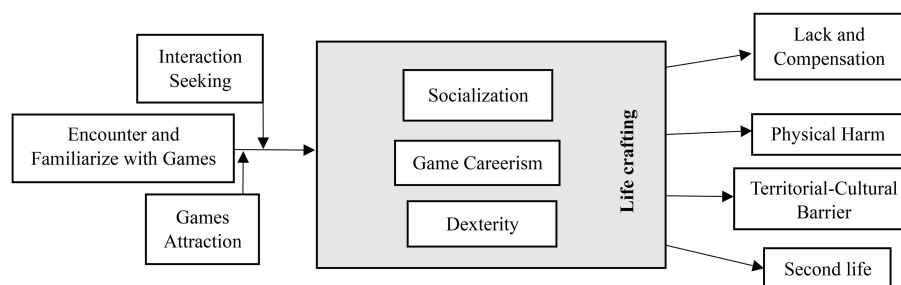 Interaction
Seeking
Encounter and
Familiarize with Games
Games
Attraction
Socialization
Game Careerism
Dexterity
Life crafting
Lack and
Compensation
Physical Harm
Territorial-Cultural
Barrier
Second life